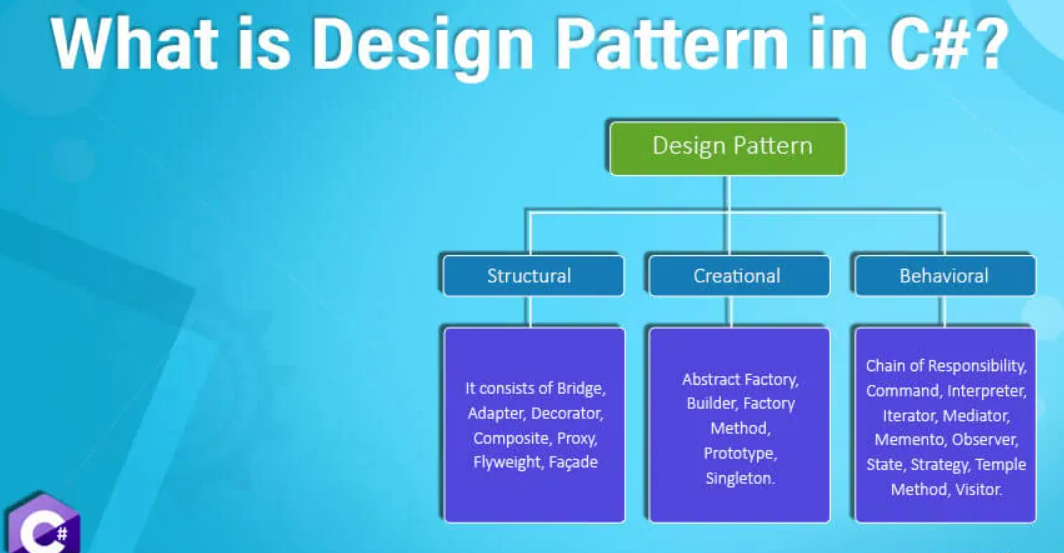 What is Design Pattern in C#?
Design Pattern
Structural
Creational
Behavioral
It consists of Bridge,
Adapter, Decorator,
Composite, Proxy,
Flyweight, Façade
Abstract Factory,
Builder, Factory
Method,
Prototype,
Singleton.
Chain of Responsibility,
Command, Interpreter,
Iterator, Mediator,
Memento, Observer,
State, Strategy, Temple
Method, Visitor.
C#